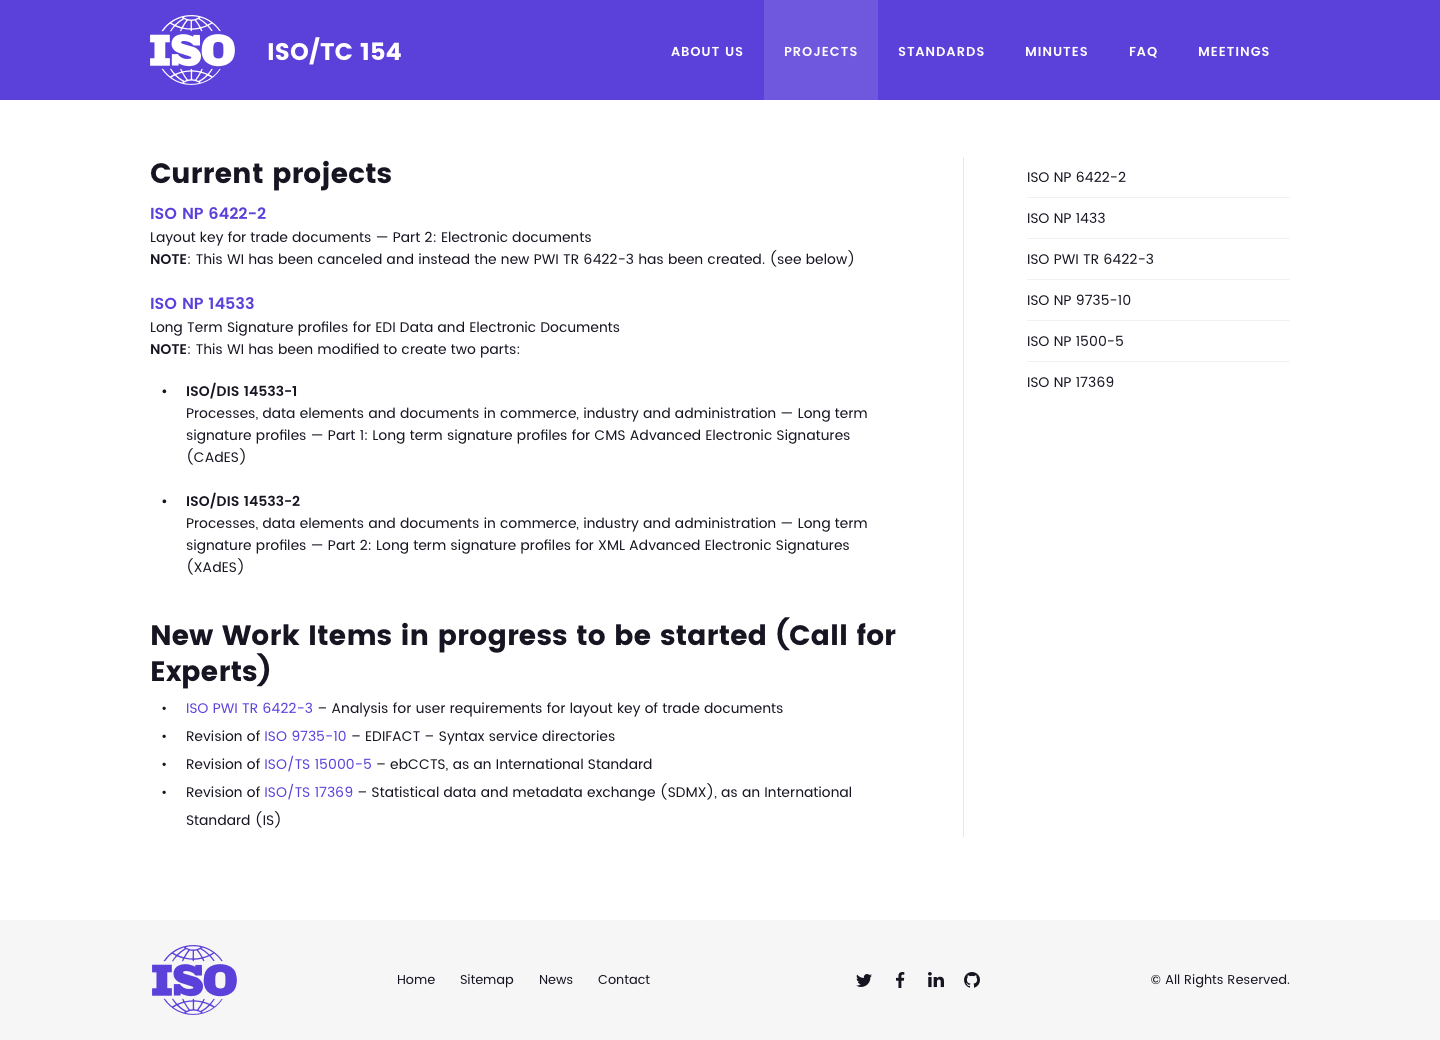 ISO
ISO/TC 154
ABOUT US
PROJECTS
STANDARDS
MINUTES
FAQ
MEETINGS
Current projects
ISO NP 6422-2
Layout key for trade documents — Part 2: Electronic documents
NOTE: This WI has been canceled and instead the new PWI TR 6422-3 has been created. (see below)
ISO NP 14533
Long Term Signature profiles for EDI Data and Electronic Documents
NOTE: This WI has been modified to create two parts:
• ISO/DIS 14533-1
Processes, data elements and documents in commerce, industry and administration — Long term
signature profiles — Part 1: Long term signature profiles for CMS Advanced Electronic Signatures
(CAdES)
• ISO/DIS 14533-2
Processes, data elements and documents in commerce, industry and administration — Long term
signature profiles — Part 2: Long term signature profiles for XML Advanced Electronic Signatures
(XAdES)
New Work Items in progress to be started (Call for
Experts)
• ISO PWI TR 6422-3 – Analysis for user requirements for layout key of trade documents
• Revision of ISO 9735-10 – EDIFACT – Syntax service directories
• Revision of ISO/TS 15000-5 – ebCCTS, as an International Standard
• Revision of ISO/TS 17369 – Statistical data and metadata exchange (SDMX), as an International
Standard (IS)
ISO NP 6422-2
ISO NP 1433
ISO PWI TR 6422-3
ISO NP 9735-10
ISO NP 1500-5
ISO NP 17369
ISO
Home
Sitemap
News
Contact
© All Rights Reserved.